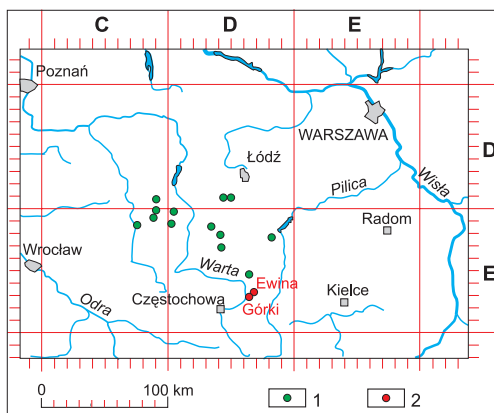 C D E
Poznań
WARSZAWA
Łódź
D
Pilica
Wisła
Radom
Wrocław
Warta
Ewina
E
Odra
Częstochowa
Górki
Kielce
0 100 km
1 2